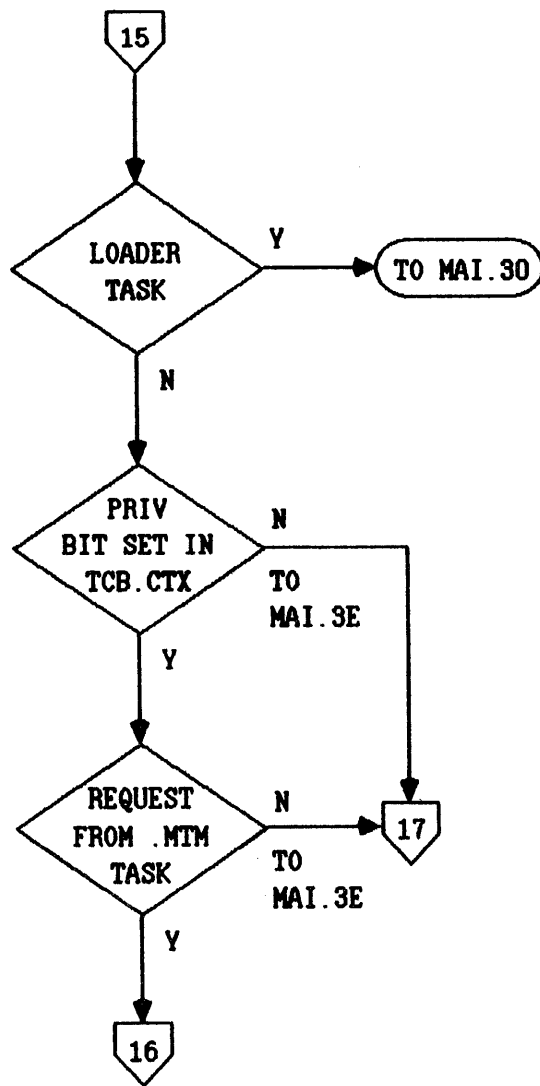 15
LOADER
TASK
Y
TO MAI.30
N
PRIV
BIT SET IN
TCB.CTX
N
TO
MAI.3E
Y
REQUEST
FROM .MTM
TASK
N
TO
MAI.3E
17
Y
16